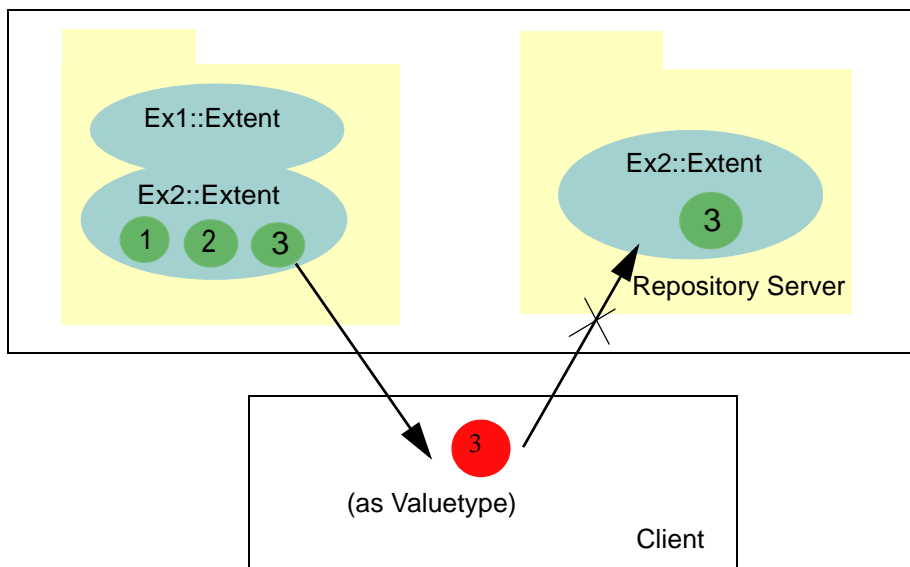 Ex1::Extent
Ex2::Extent
1 2 3
Ex2::Extent
3
Repository Server
3
(as Valuetype)
Client